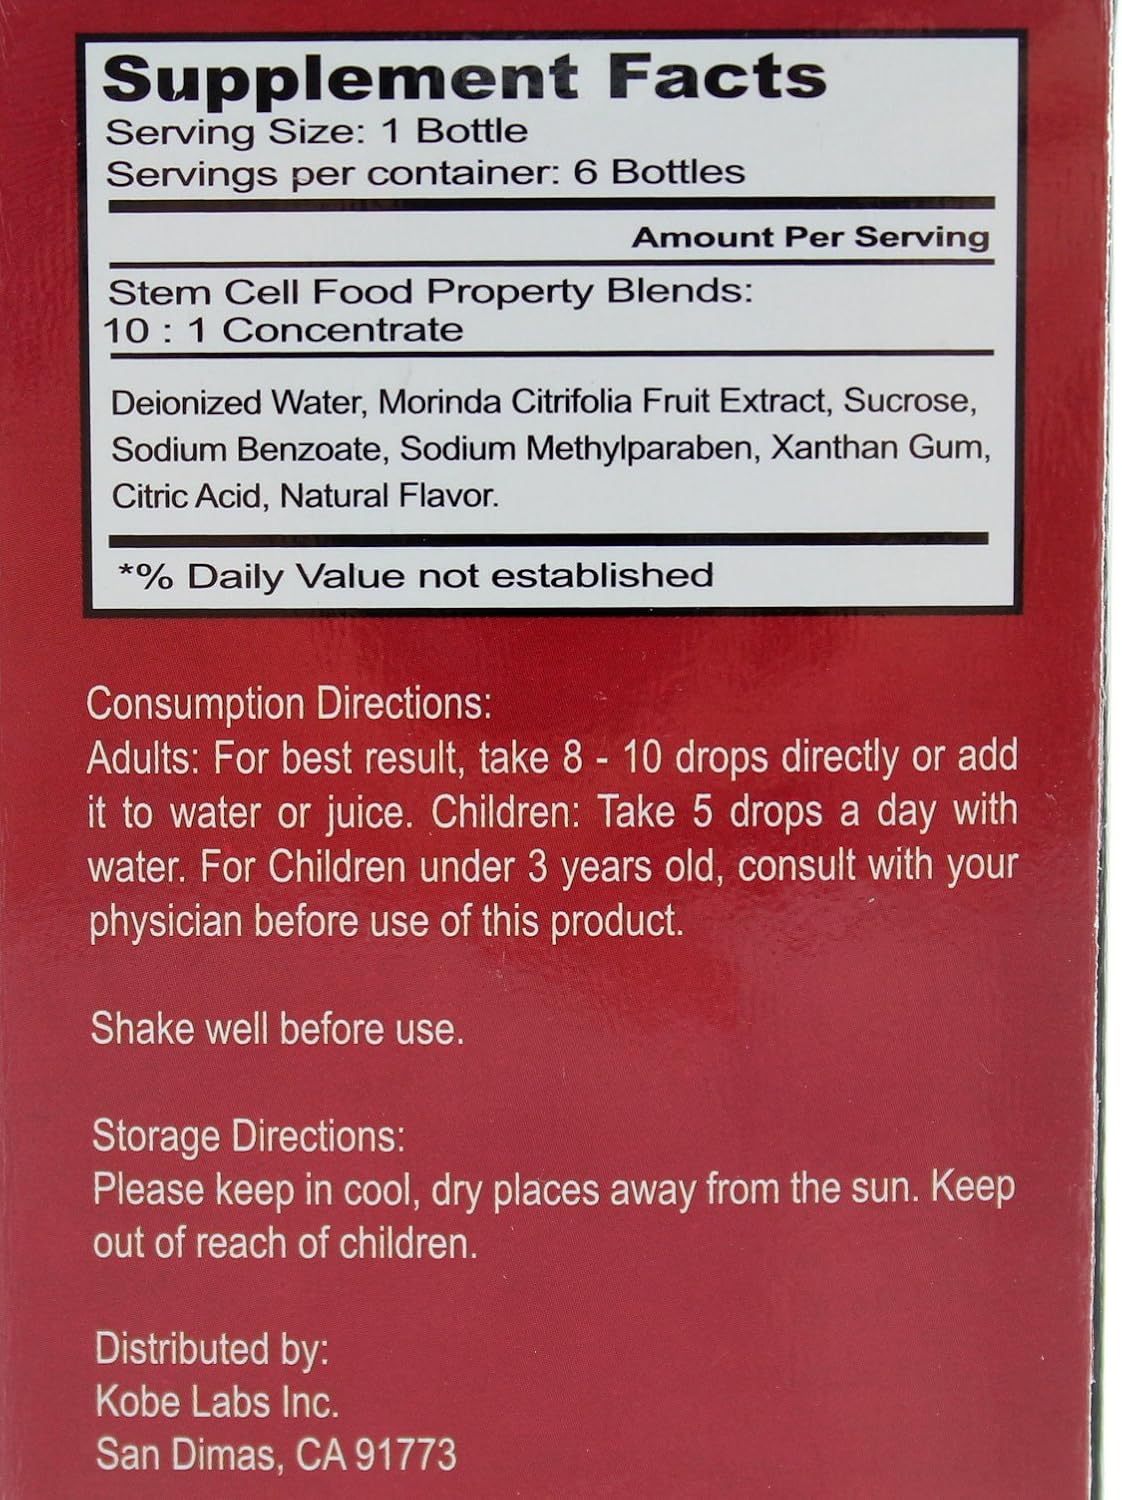 Supplement Facts
Serving Size: 1 Bottle
Servings per container: 6 Bottles
Amount Per Serving
Stem Cell Food Property Blends:
10 : 1 Concentrate
Deionized Water, Morinda Citrifolia Fruit Extract, Sucrose,
Sodium Benzoate, Sodium Methylparaben, Xanthan Gum,
Citric Acid, Natural Flavor.
*% Daily Value not established
Consumption Directions:
Adults: For best result, take 8 - 10 drops directly or add
it to water or juice. Children: Take 5 drops a day with
water. For Children under 3 years old, consult with your
physician before use of this product.
Shake well before use.
Storage Directions:
Please keep in cool, dry places away from the sun. Keep
out of reach of children.
Distributed by:
Kobe Labs Inc.
San Dimas, CA 91773